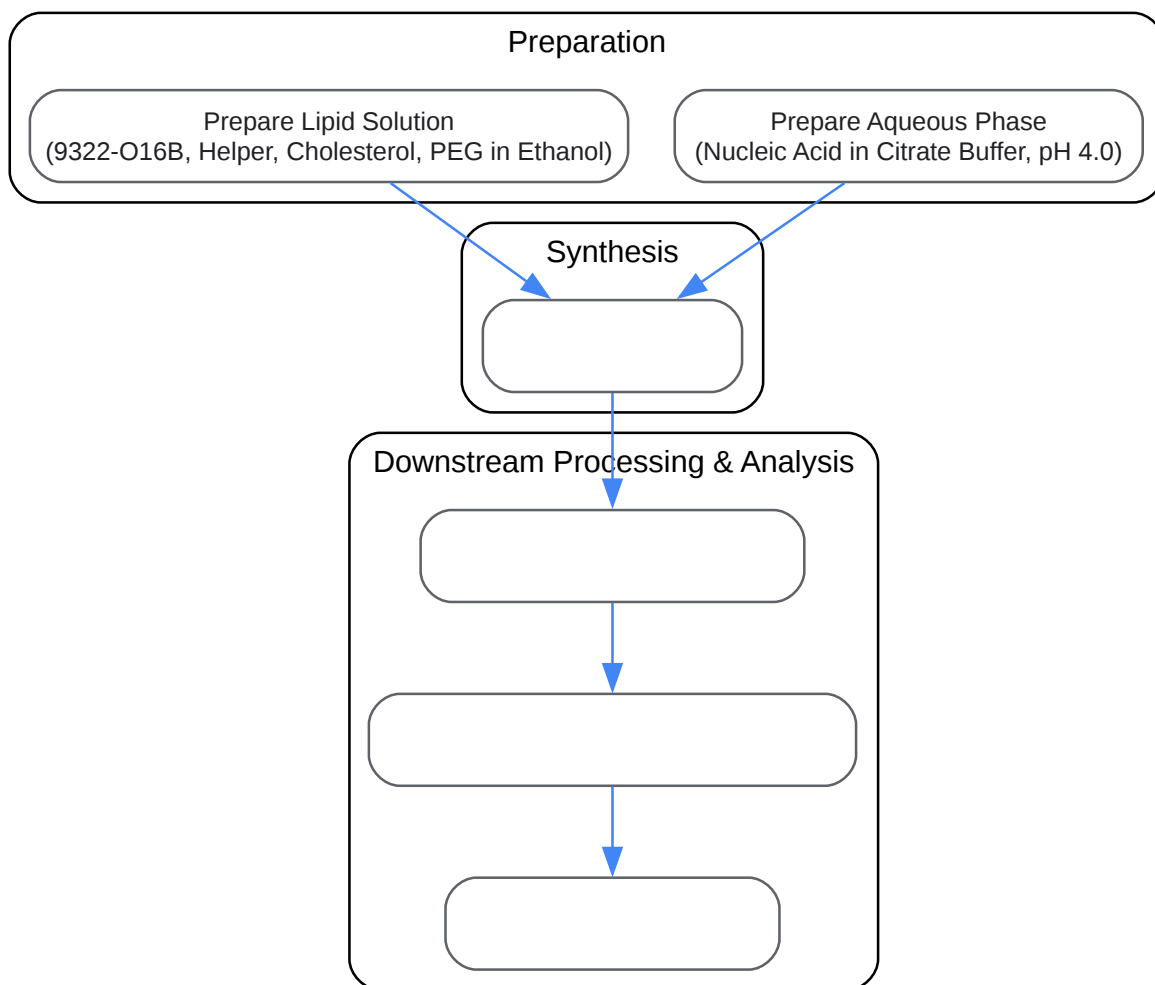 Preparation
Prepare Lipid Solution
(9322-O16B, Helper, Cholesterol, PEG in Ethanol)
Prepare Aqueous Phase
(Nucleic Acid in Citrate Buffer, pH 4.0)
Synthesis
Downstream Processing & Analysis